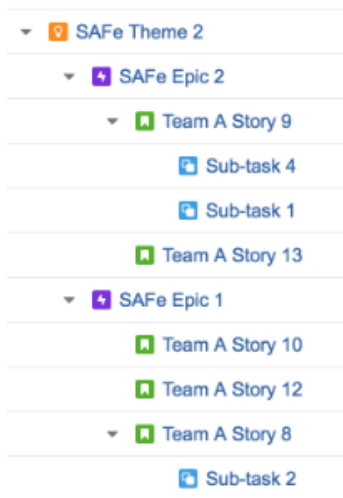 SAFe Theme 2
SAFe Epic 2
Team A Story 9
Sub-task 4
Sub-task 1
Team A Story 13
SAFe Epic 1
Team A Story 10
Team A Story 12
Team A Story 8
Sub-task 2